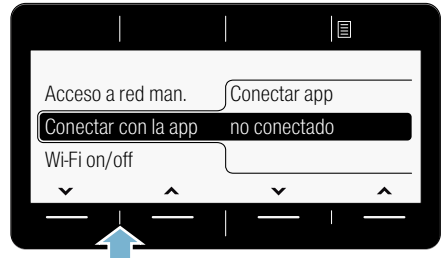 Acceso a red man.
Conectar app
Conectar con la app
no conectado
Wi-Fi on/off